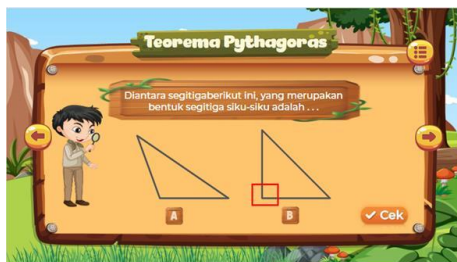 Teorema Pythagoras
Diantara segitigaberikut ini, yang merupakan
bentuk segitiga siku-siku adalah . . .
A
B
Cek